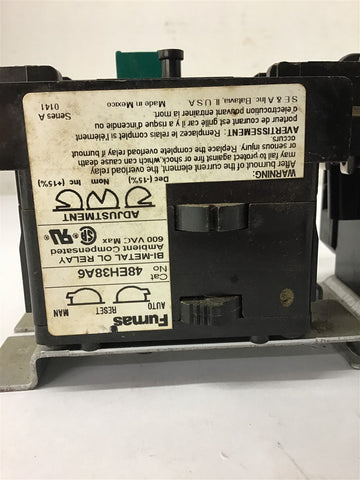 Furnas
AUTO RESET MAN
Cat No 48BH38A6
BI-METAL OL RELAY
Ambient Compensated
600 VAC Max
ADJUSTMENT
Dec (-15%) Nom Inc (+15%)
WARNING:
After burnout of the current element, the overload relay
may fail to protect against fire or shock, which can cause death
or serious injury. Replace the complete overload relay if burnout
occurs.
AVERTISSEMENT : Remplacez le relais complet si l'élément
porteur de courant est grillé car il y a risque d'incendie ou
d'électrocution pouvant entraîner la mort.
SE&A Inc Batavia, IL U.S.A Made in Mexico
Series A
0141